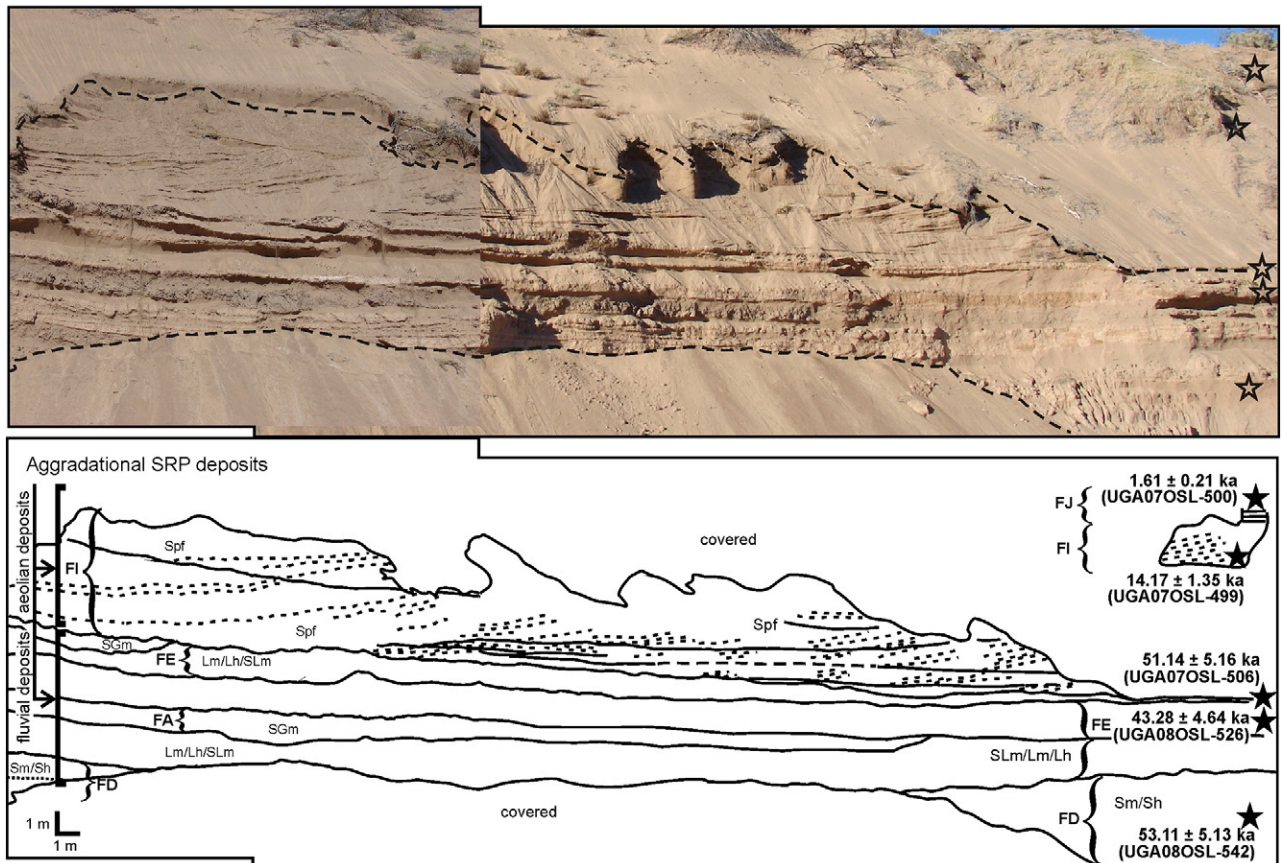 Aggradational SRP deposits
aeolian deposits
fluvial deposits
FI
Spf
Spf
Spf
covered
SGm
FE
Lm/Lh/SLm
FA
SGm
Lm/Lh/SLm
Sm/Sh
FD
covered
1 m
1 m
FJ
1.61 ± 0.21 ka
(UGA07OSL-500)
FI
14.17 ± 1.35 ka
(UGA07OSL-499)
51.14 ± 5.16 ka
(UGA07OSL-506)
FE
43.28 ± 4.64 ka
(UGA08OSL-526)
SLm/Lm/Lh
FD
Sm/Sh
53.11 ± 5.13 ka
(UGA08OSL-542)